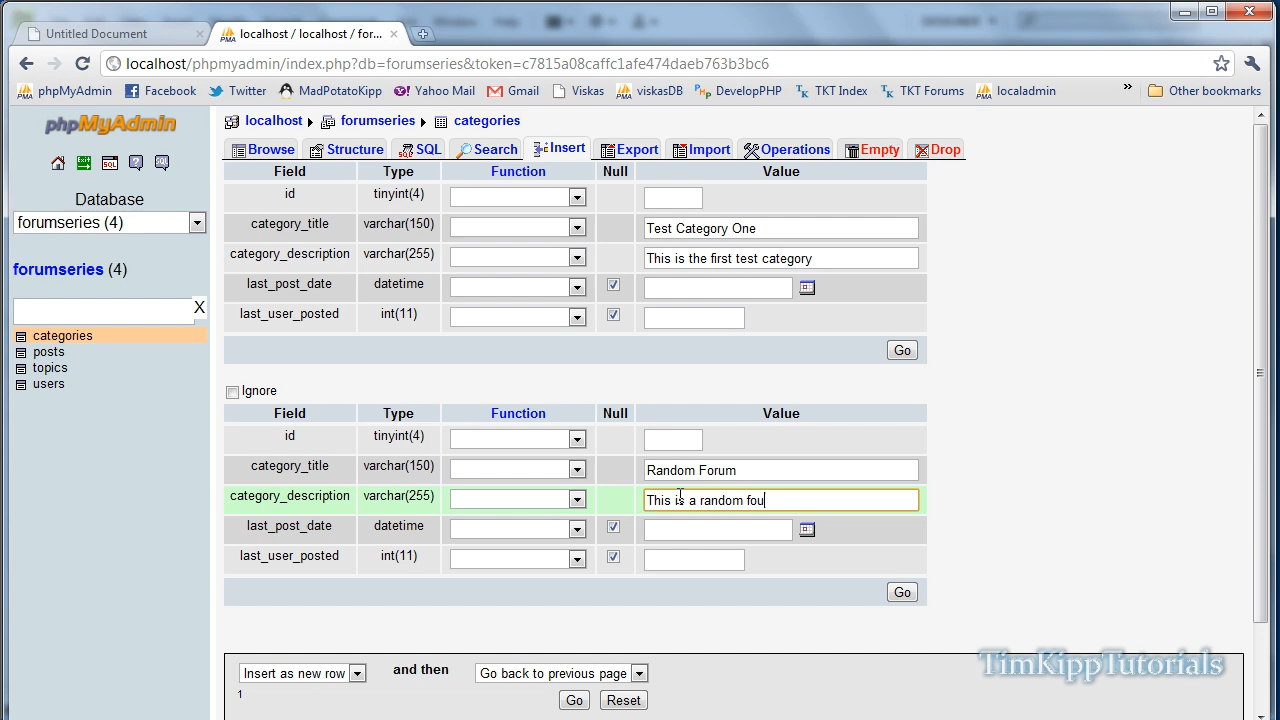 Untitled Document
localhost / localhost / for...
localhost/phpmyadmin/index.php?db=forumseries&token=c7815a08caffc1afe474daeb763b3bc6
phpMyAdmin Facebook Twitter MadPotatoKipp Yahoo Mail Gmail Viskas viskasDB DevelopPHP TKT Index TKT Forums localadmin » Other bookmarks
phpMyAdmin
localhost forumseries categories
Browse Structure SQL Search Insert Export Import Operations Empty Drop
Database
forumseries (4)
forumseries (4)
X
categories
posts
topics
users
Field Type Function Null Value
id tinyint(4)
category_title varchar(150) Test Category One
category_description varchar(255) This is the first test category
last_post_date datetime
last_user_posted int(11)
Go
Ignore
Field Type Function Null Value
id tinyint(4)
category_title varchar(150) Random Forum
category_description varchar(255) This is a random fou
last_post_date datetime
last_user_posted int(11)
Go
Insert as new row and then Go back to previous page
1
Go Reset
TimKippTutorials